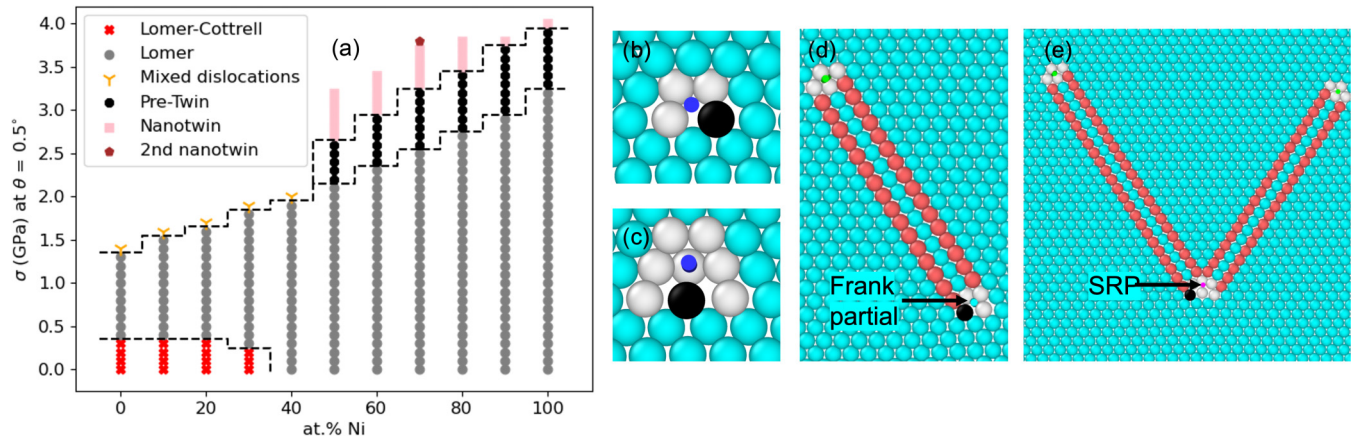 (a)
Lomer-Cottrell
Lomer
Mixed dislocations
Pre-Twin
Nanotwin
2nd nanotwin
σ (GPa) at θ = 0.5°
4.0
3.5
3.0
2.5
2.0
1.5
1.0
0.5
0.0
0
20
40
60
80
100
at.% Ni
(b)
(c)
(d)
Frank
partial
(e)
SRP